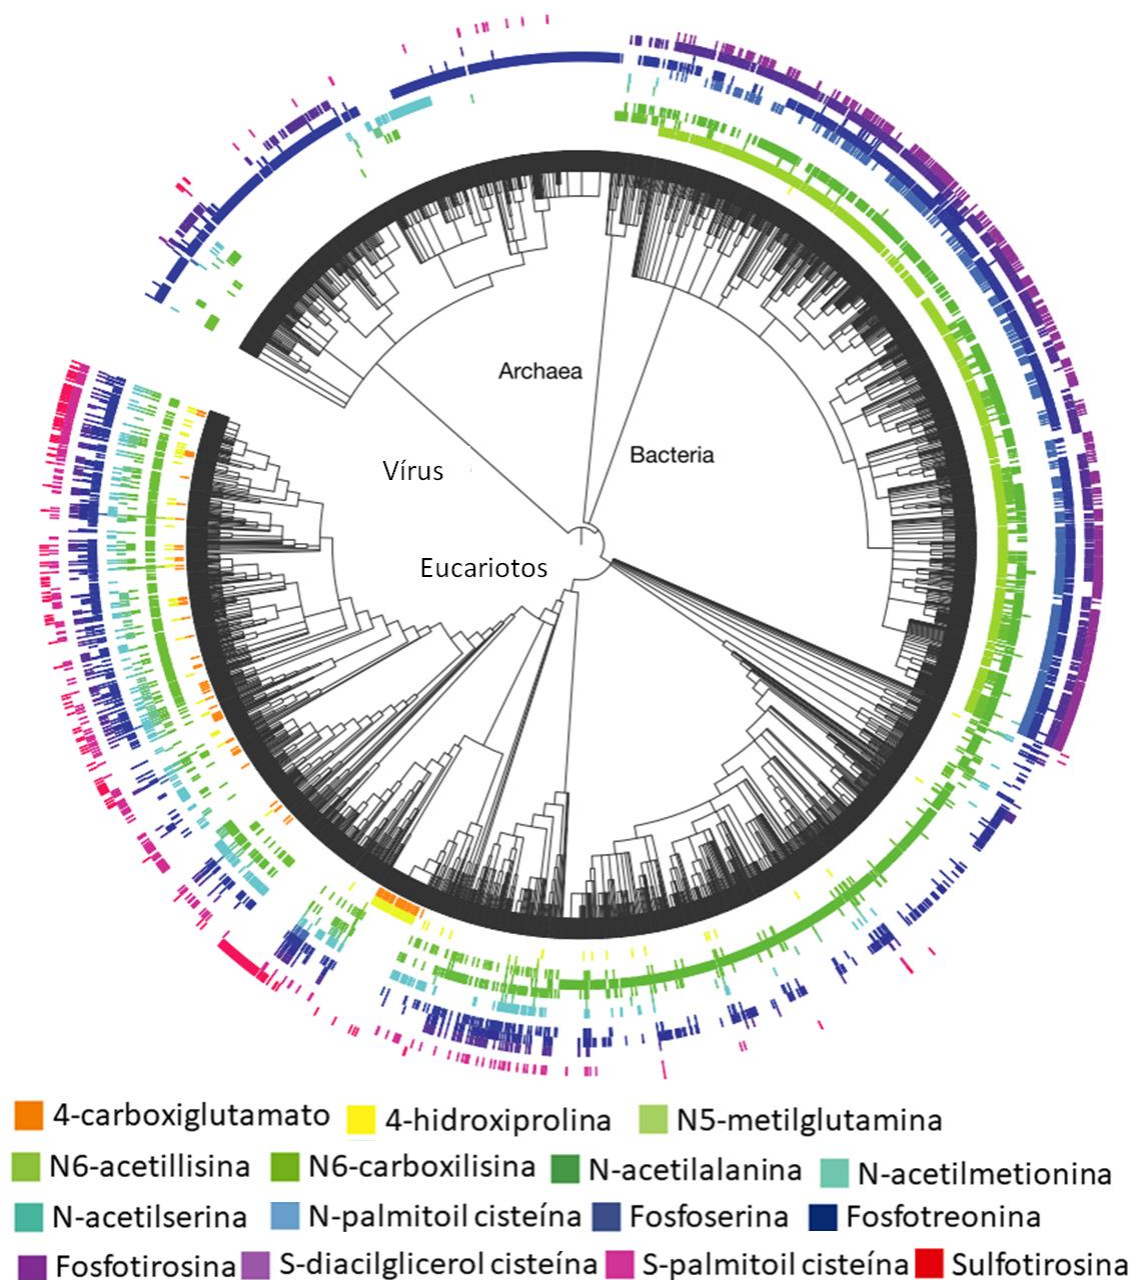 Archaea
Bacteria
Vírus
Eucariotos
4-carboxiglutamato 4-hidroxiprolina N5-metilglutamina
N6-acetillisina N6-carboxilisina N-acetilalanina N-acetilmetionina
N-acetilserina N-palmitoil cisteína Fosfoserina Fosfotreonina
Fosfotirosina S-diacilglicerol cisteína S-palmitoil cisteína Sulfotirosina